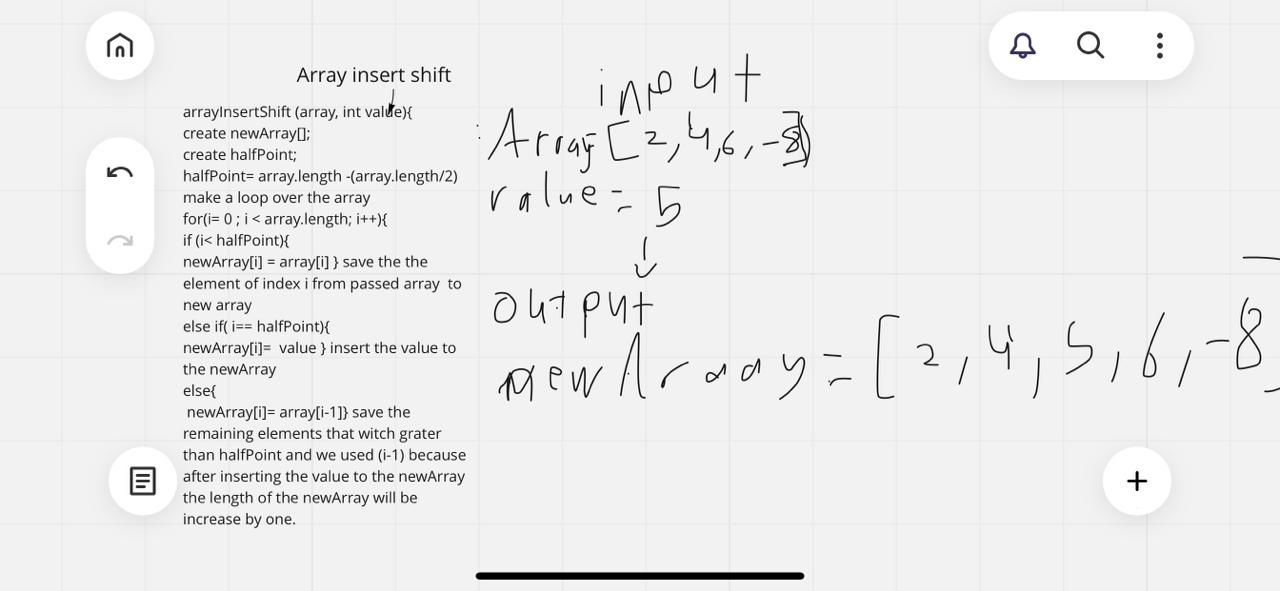 Array insert shift
arrayInsertShift (array, int value){
create newArray[];
create halfPoint;
halfPoint= array.length -(array.length/2)
make a loop over the array
for(i= 0 ; i < array.length; i++){
if (i< halfPoint){
newArray[i] = array[i] } save the the
element of index i from passed array to
new array
else if( i== halfPoint){
newArray[i]= value } insert the value to
the newArray
else{
newArray[i]= array[i-1]} save the
remaining elements that witch grater
than halfPoint and we used (i-1) because
after inserting the value to the newArray
the length of the newArray will be
increase by one.
input
Array [2,4,6,-8]
value = 5
output
newArray = [2,4,5,6,-8]